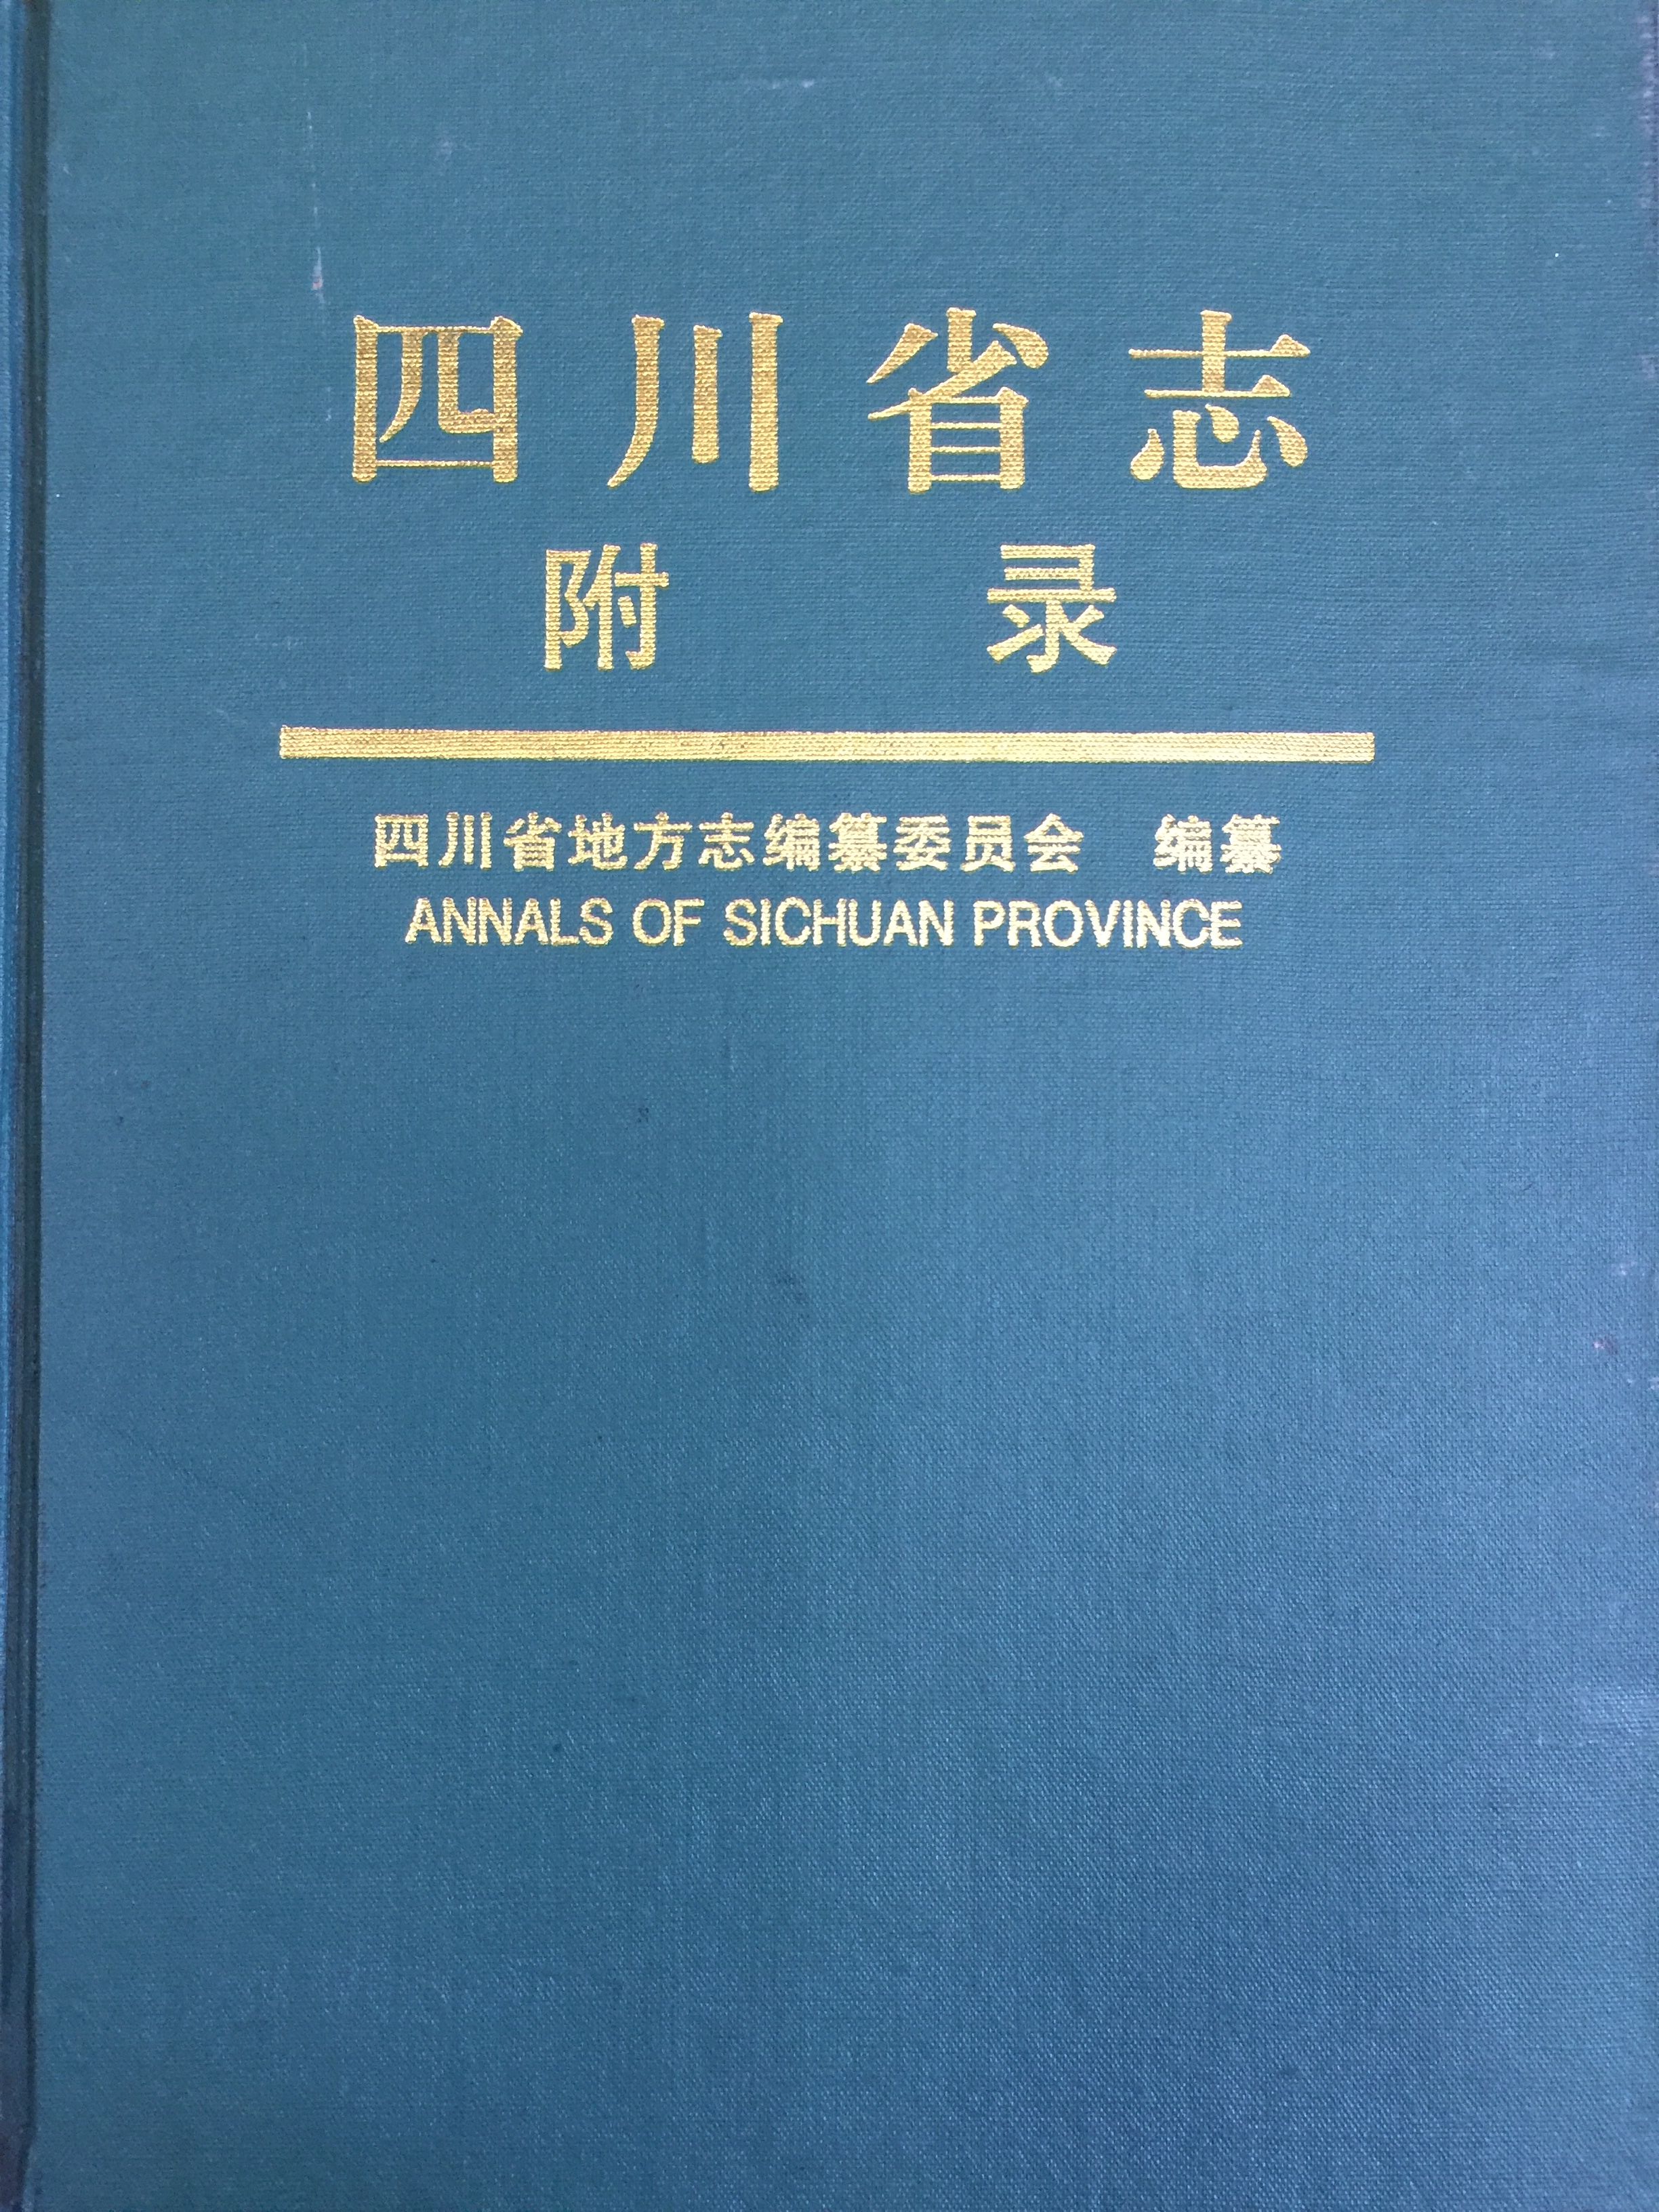 四川省志
附 录
四川省地方志编纂委员会 编纂
ANNALS OF SICHUAN PROVINCE